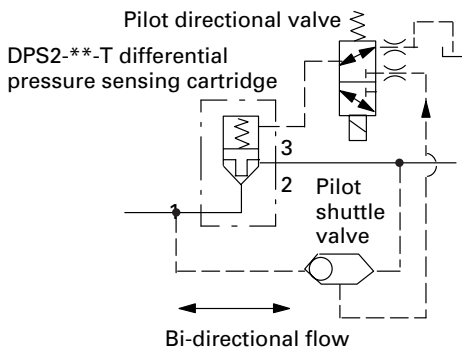 Pilot directional valve
DPS2-**-T differential
pressure sensing cartridge
3
2
1
Pilot
shuttle
valve
Bi-directional flow